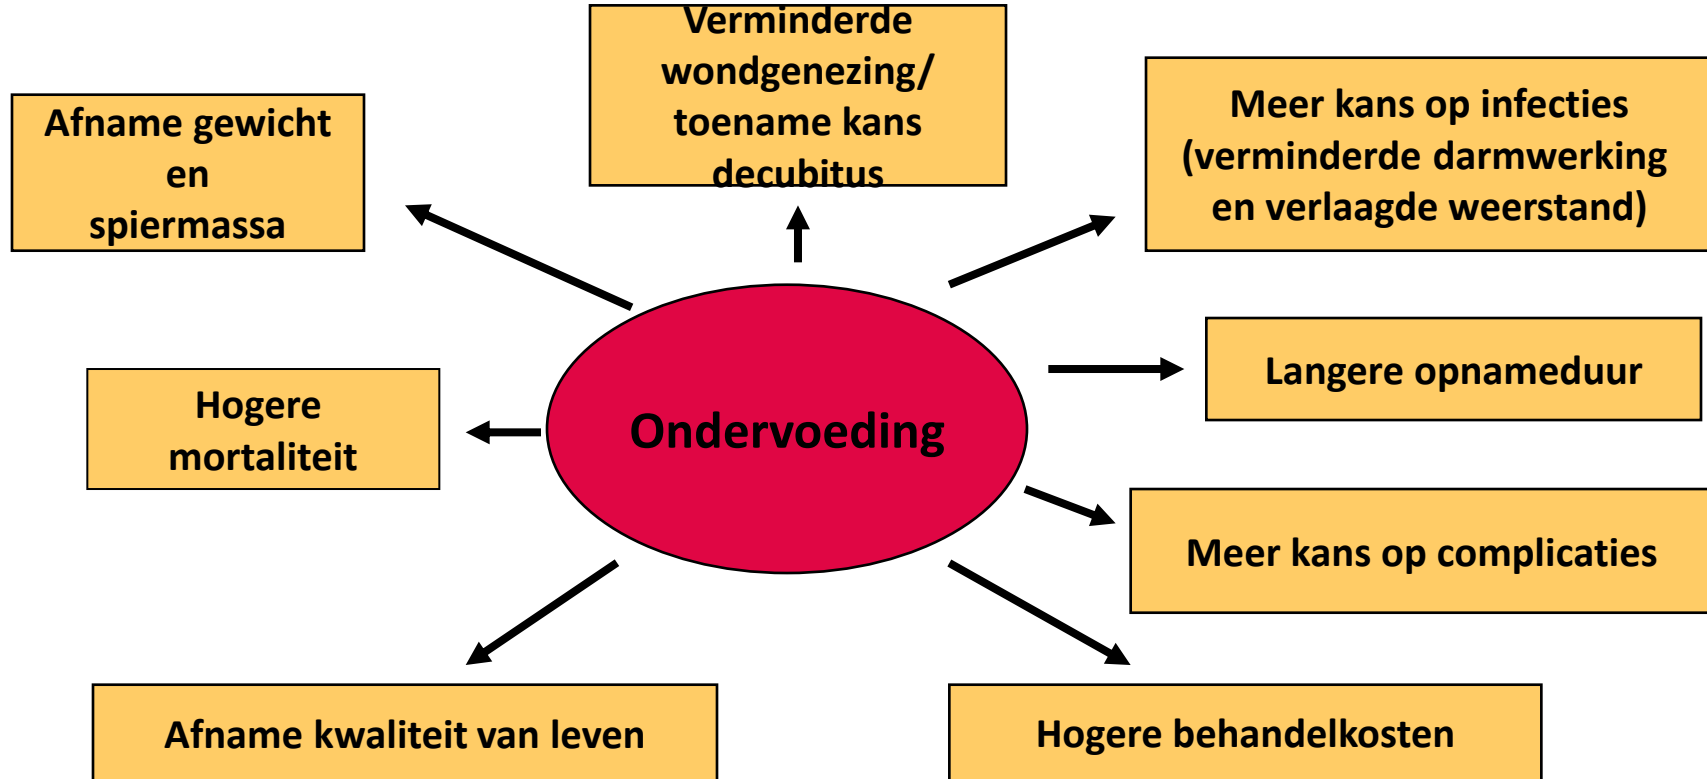 Verminderde
wondgenezing/
toename kans
decubitus
Afname gewicht
en
spiermassa
Meer kans op infecties
(verminderde darmwerking
en verlaagde weerstand)
Langere opnameduur
Hogere
mortaliteit
Ondervoeding
Meer kans op complicaties
Afname kwaliteit van leven
Hogere behandelkosten